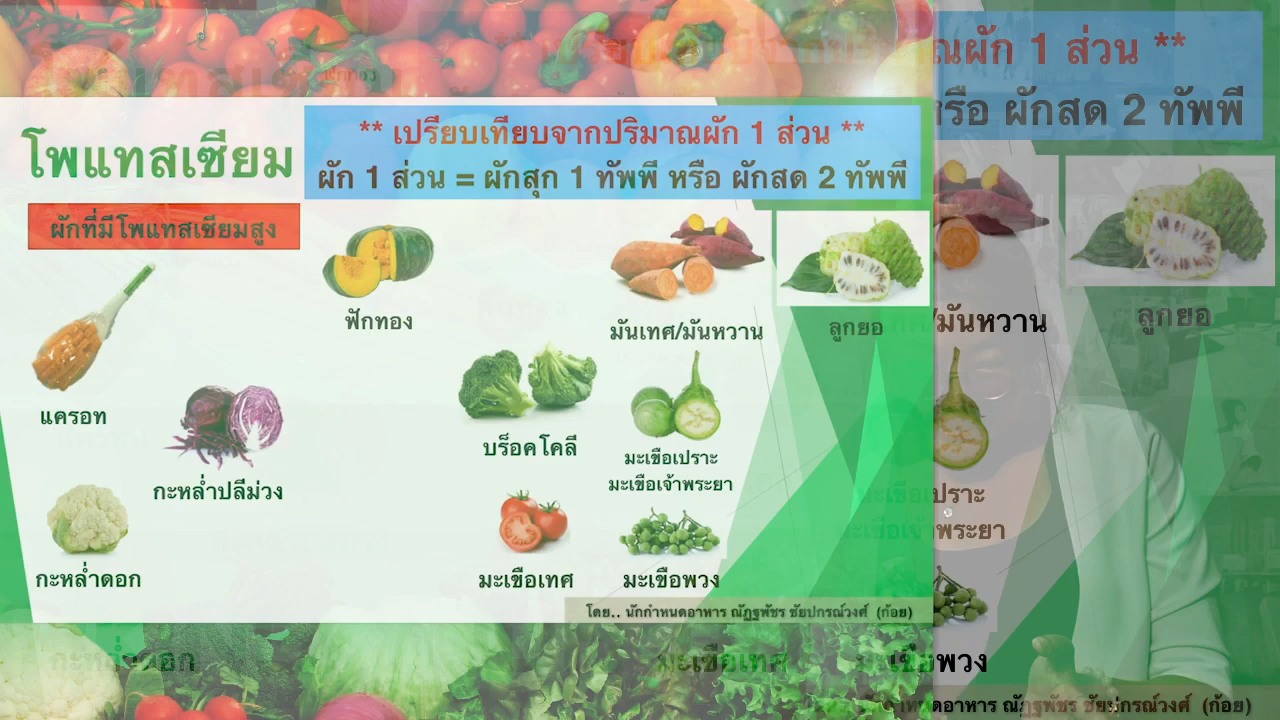 โพแทสเซียม
** เปรียบเทียบจากปริมาณผัก 1 ส่วน **
ผัก 1 ส่วน = ผักสุก 1 ทัพพี หรือ ผักสด 2 ทัพพี
ผักที่มีโพแทสเซียมสูง
ฟักทอง
มันเทศ/มันหวาน
ลูกยอ
แครอท
บร็อคโคลี
มะเขือเปราะ
มะเขือเจ้าพระยา
กะหล่ำปลีม่วง
กะหล่ำดอก
มะเขือเทศ
มะเขือพวง
โดย.. นักกำหนดอาหาร ณัฏฐพัชร ชัยปกรณ์วงศ์ (ก้อย)
ณผัก 1 ส่วน **
หรือ ผักสด 2 ทัพพี
/มันหวาน
ลูกยอ
มะเขือเปราะ
มะเขือเจ้าพระยา
กะหล่ำดอก
มะเขือเทศ
มะเขือพวง
ณัฏฐพัชร ชัยปกรณ์วงศ์ (ก้อย)